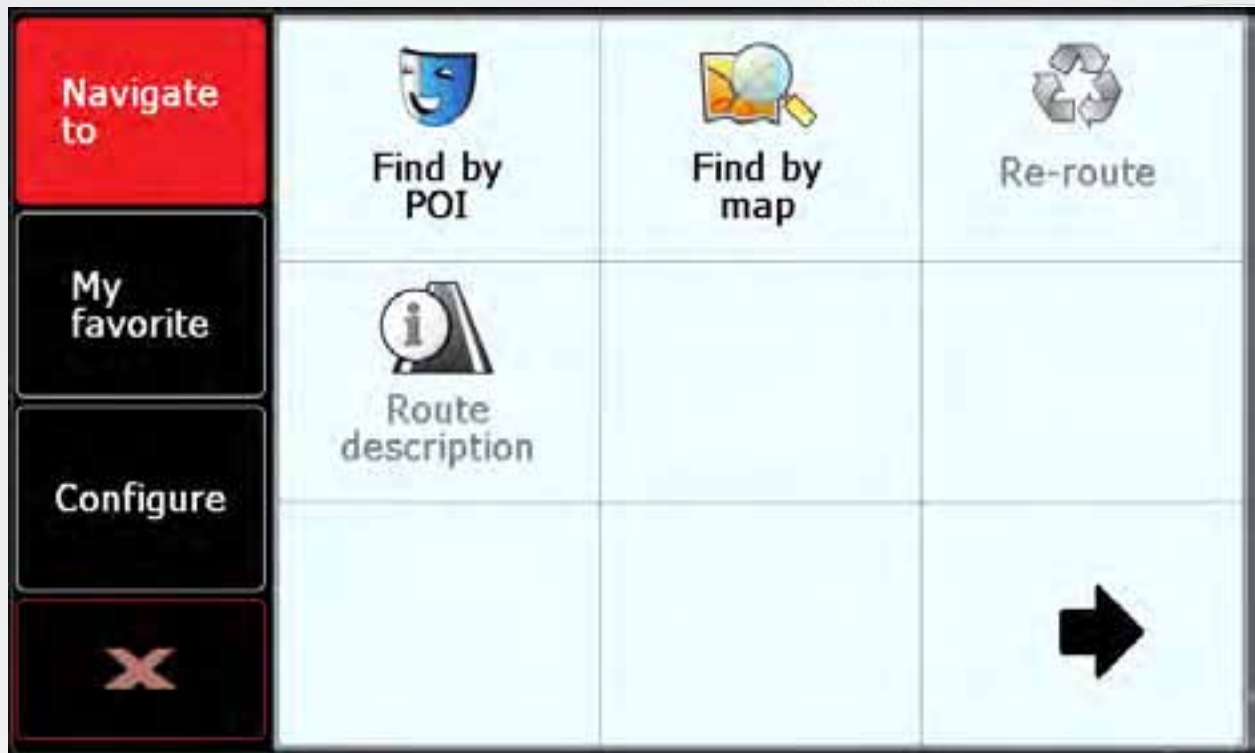 Navigate
to
My
favorite
Configure
X
Find by
POI
Find by
map
Re-route
Route
description